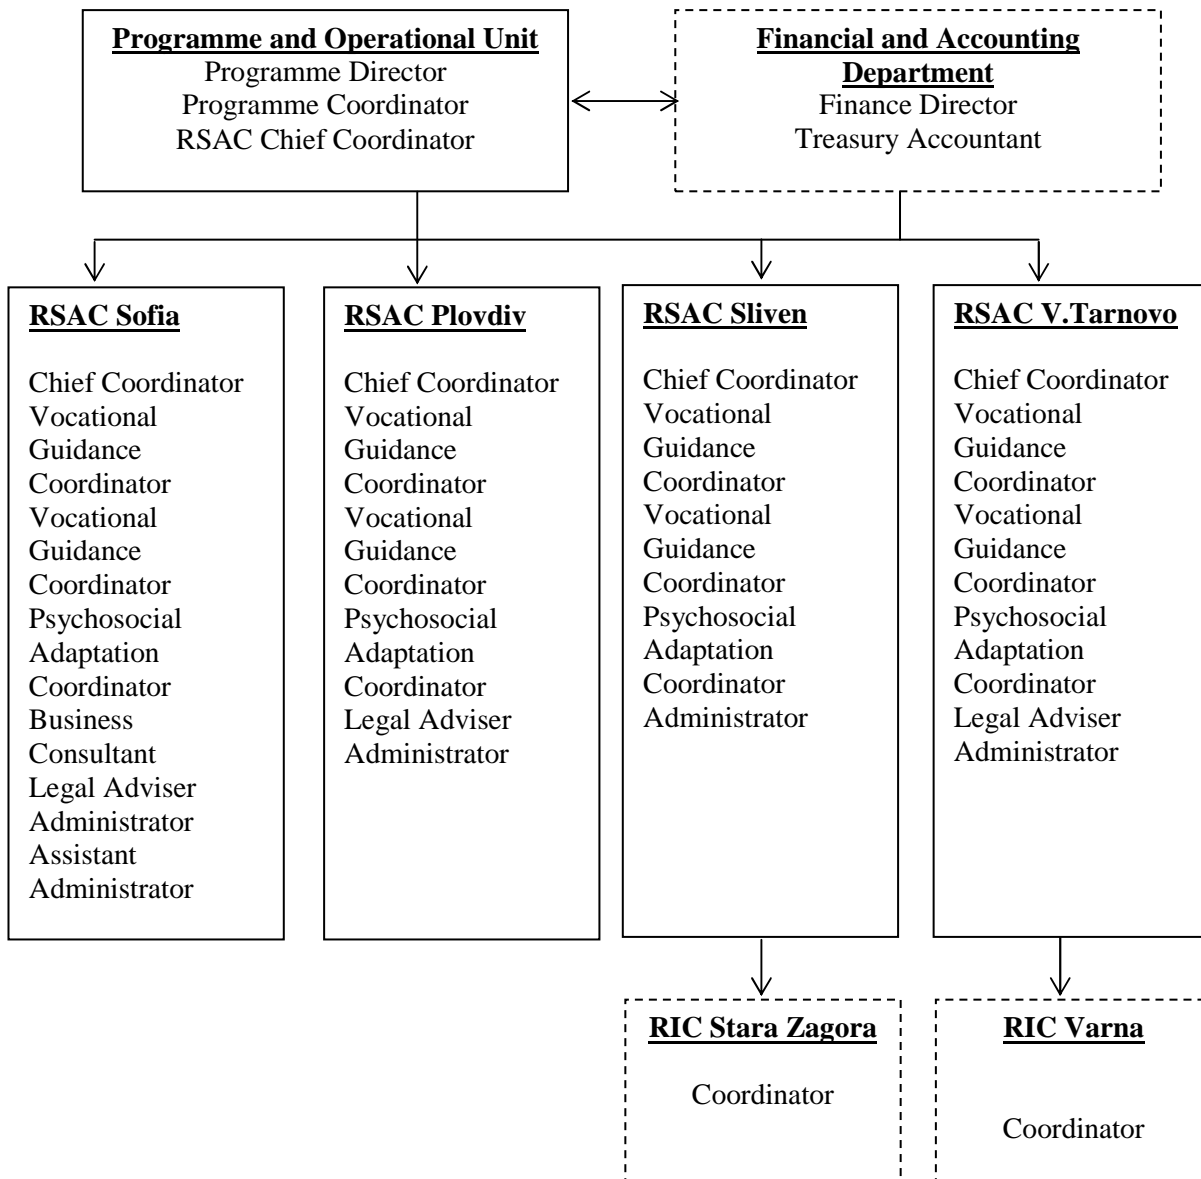 Programme and Operational Unit
Programme Director
Programme Coordinator
RSAC Chief Coordinator
Financial and Accounting
Department
Finance Director
Treasury Accountant
RSAC Sofia
Chief Coordinator
Vocational
Guidance
Coordinator
Vocational
Guidance
Coordinator
Psychosocial
Adaptation
Coordinator
Business
Consultant
Legal Adviser
Administrator
Assistant
Administrator
RSAC Plovdiv
Chief Coordinator
Vocational
Guidance
Coordinator
Vocational
Guidance
Coordinator
Psychosocial
Adaptation
Coordinator
Legal Adviser
Administrator
RSAC Sliven
Chief Coordinator
Vocational
Guidance
Coordinator
Vocational
Guidance
Coordinator
Psychosocial
Adaptation
Coordinator
Administrator
RSAC V.Tarnovo
Chief Coordinator
Vocational
Guidance
Coordinator
Vocational
Guidance
Coordinator
Psychosocial
Adaptation
Coordinator
Legal Adviser
Administrator
RIC Stara Zagora
Coordinator
RIC Varna
Coordinator